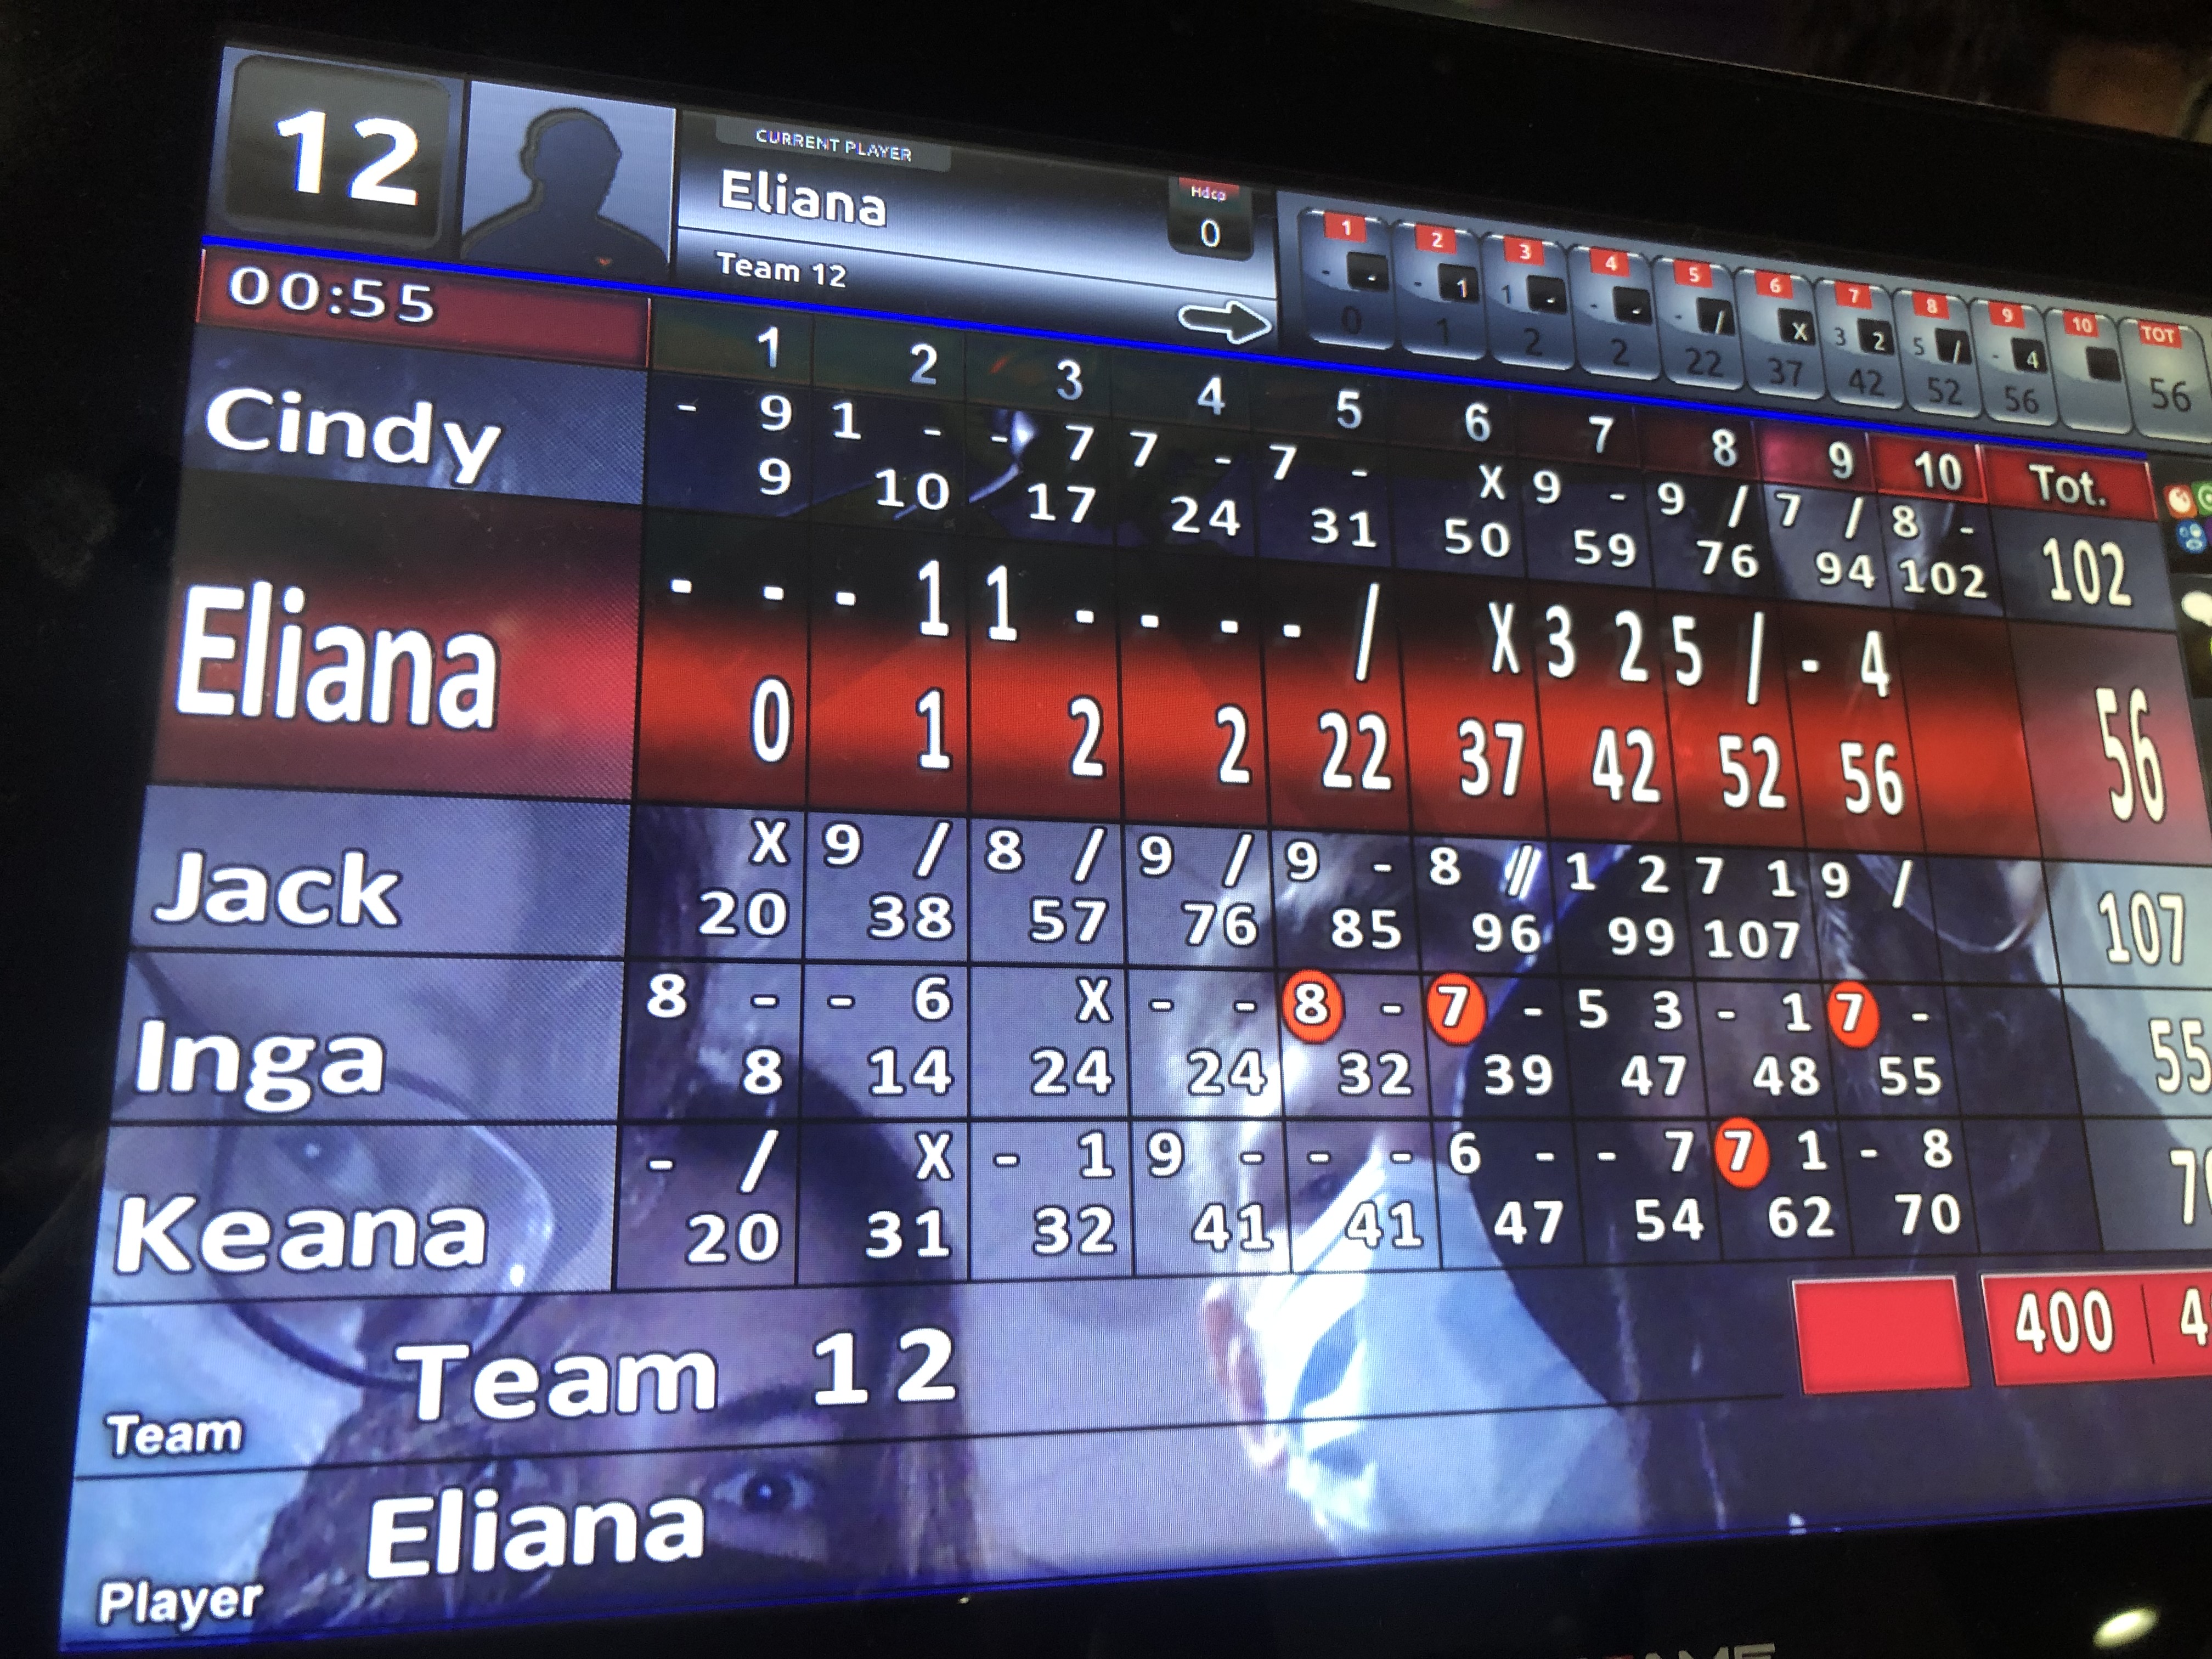 12
CURRENT PLAYER
Eliana
Hdcp
0
Team 12
1 2 3 4 5 6 7 8 9 10 TOT
- - - 1 1 - - - - / X 3 2 5 / - 4
0 1 2 2 22 37 42 52 56 56
00:55 1 2 3 4 5 6 7 8 9 10 Tot.
Cindy - 9 1 - - 7 7 - 7 - X 9 - 9 / 7 / 8 -
9 10 17 24 31 50 59 76 94 102 102
Eliana - - - 1 1 - - - - / X 3 2 5 / - 4
0 1 2 2 22 37 42 52 56 56
Jack X 9 / 8 / 9 / 9 - 8 // 1 2 7 1 9 /
20 38 57 76 85 96 99 107 107
Inga 8 - - 6 X - - 8 - 7 - 5 3 - 1 7 -
8 14 24 24 32 39 47 48 55 55
Keana - / X - 1 9 - - - 6 - - 7 7 1 - 8
20 31 32 41 41 47 54 62 70
Team Team 12 400
Player Eliana